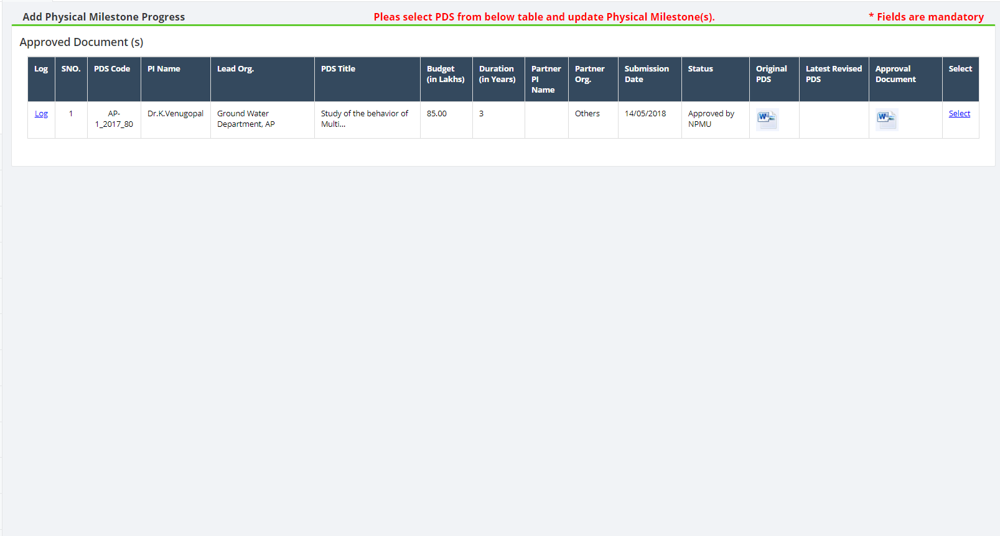 Add Physical Milestone Progress
Pleas select PDS from below table and update Physical Milestone(s).
* Fields are mandatory
Approved Document (s)
Log
SNO.
PDS Code
PI Name
Lead Org.
PDS Title
Budget
(in Lakhs)
Duration
(in Years)
Partner
PI
Name
Partner
Org.
Submission
Date
Status
Original
PDS
Latest Revised
PDS
Approval
Document
Select
Log
1
AP-
1_2017_80
Dr.K.Venugopal
Ground Water
Department, AP
Study of the behavior of
Multi...
85.00
3
Others
14/05/2018
Approved by
NPMU
W
W
Select